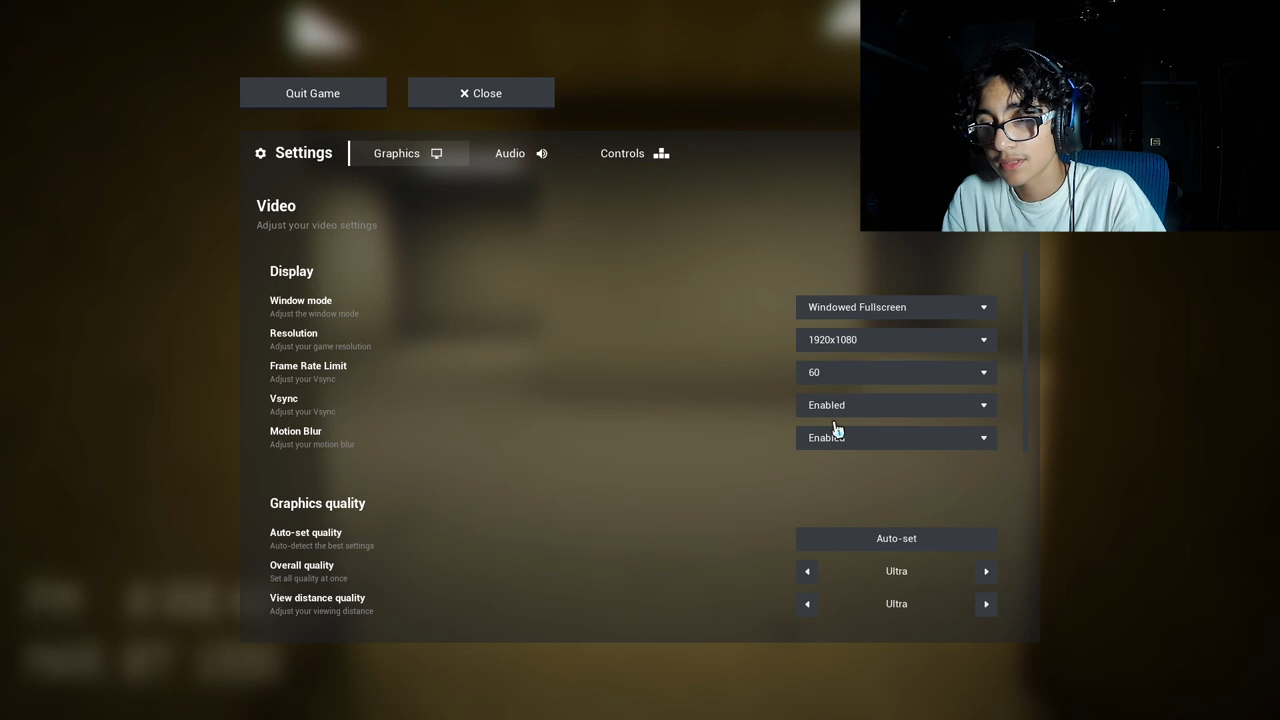 Quit Game
Close
Settings
Graphics
Audio
Controls
Video
Adjust your video settings
Display
Window mode
Adjust the window mode
Windowed Fullscreen
Resolution
Adjust your game resolution
1920x1080
Frame Rate Limit
Adjust your Vsync
60
Vsync
Adjust your Vsync
Enabled
Motion Blur
Adjust your motion blur
Enabled
Graphics quality
Auto-set quality
Auto-detect the best settings
Auto-set
Overall quality
Set all quality at once
Ultra
View distance quality
Adjust your viewing distance
Ultra